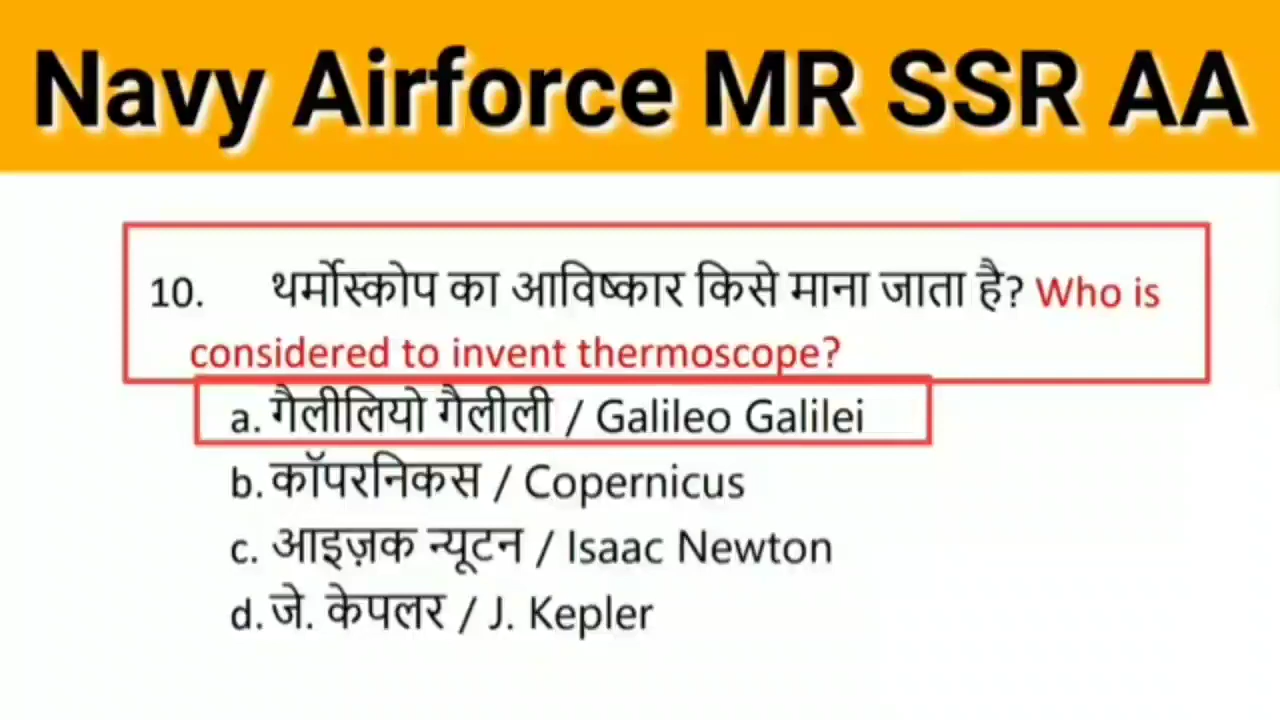 Navy Airforce MR SSR AA
10. थर्मोस्कोप का आविष्कार किसे माना जाता है? Who is
considered to invent thermoscope?
a. गैलीलियो गैलीली / Galileo Galilei
b. कॉपरनिकस / Copernicus
c. आइज़क न्यूटन / Isaac Newton
d. जे. केपलर / J. Kepler